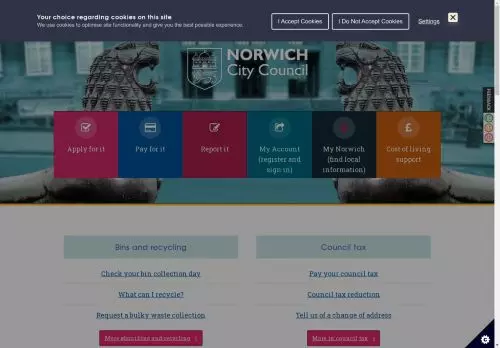 Your choice regarding cookies on this site
We use cookies to optimise site functionality and give you the best possible experience.
I Accept Cookies
I Do Not Accept Cookies
Settings
NORWICH
City Council
FEEDBACK
Apply for it
Pay for it
Report it
My Account
(register and
sign in)
My Norwich
(find local
information)
Cost of living
support
Bins and recycling
Check your bin collection day
What can I recycle?
Request a bulky waste collection
More about bins and recycling
Council tax
Pay your council tax
Council tax reduction
Tell us of a change of address
More in council tax